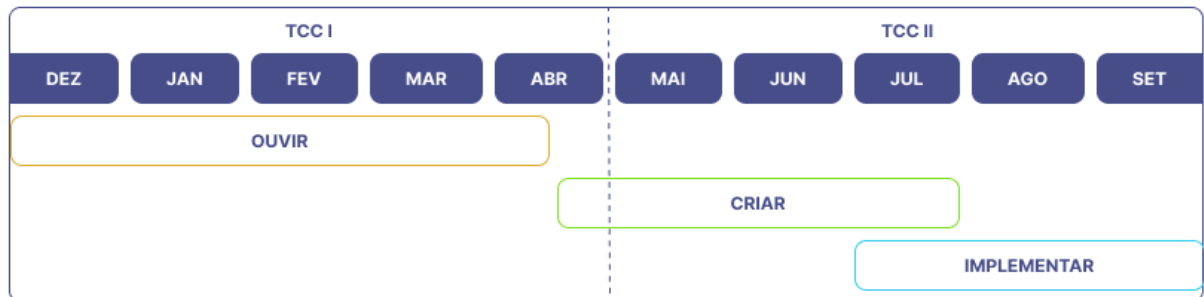 TCC I TCC II
DEZ JAN FEV MAR ABR MAI JUN JUL AGO SET
OUVIR
CRIAR
IMPLEMENTAR